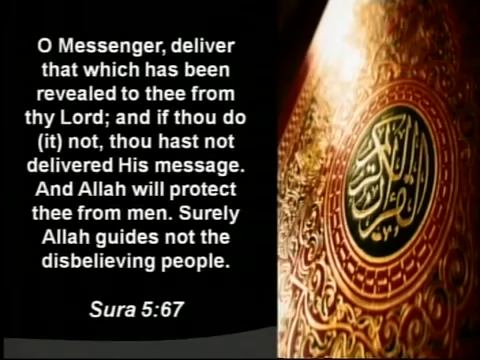 O Messenger, deliver
that which has been
revealed to thee from
thy Lord; and if thou do
(it) not, thou hast not
delivered His message.
And Allah will protect
thee from men. Surely
Allah guides not the
disbelieving people.
Sura 5:67
القرآن الكريم